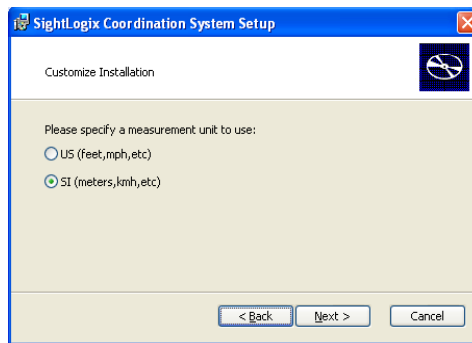 SightLogix Coordination System Setup
Customize Installation
Please specify a measurement unit to use:
US (feet,mph,etc)
SI (meters,kmh,etc)
< Back Next > Cancel